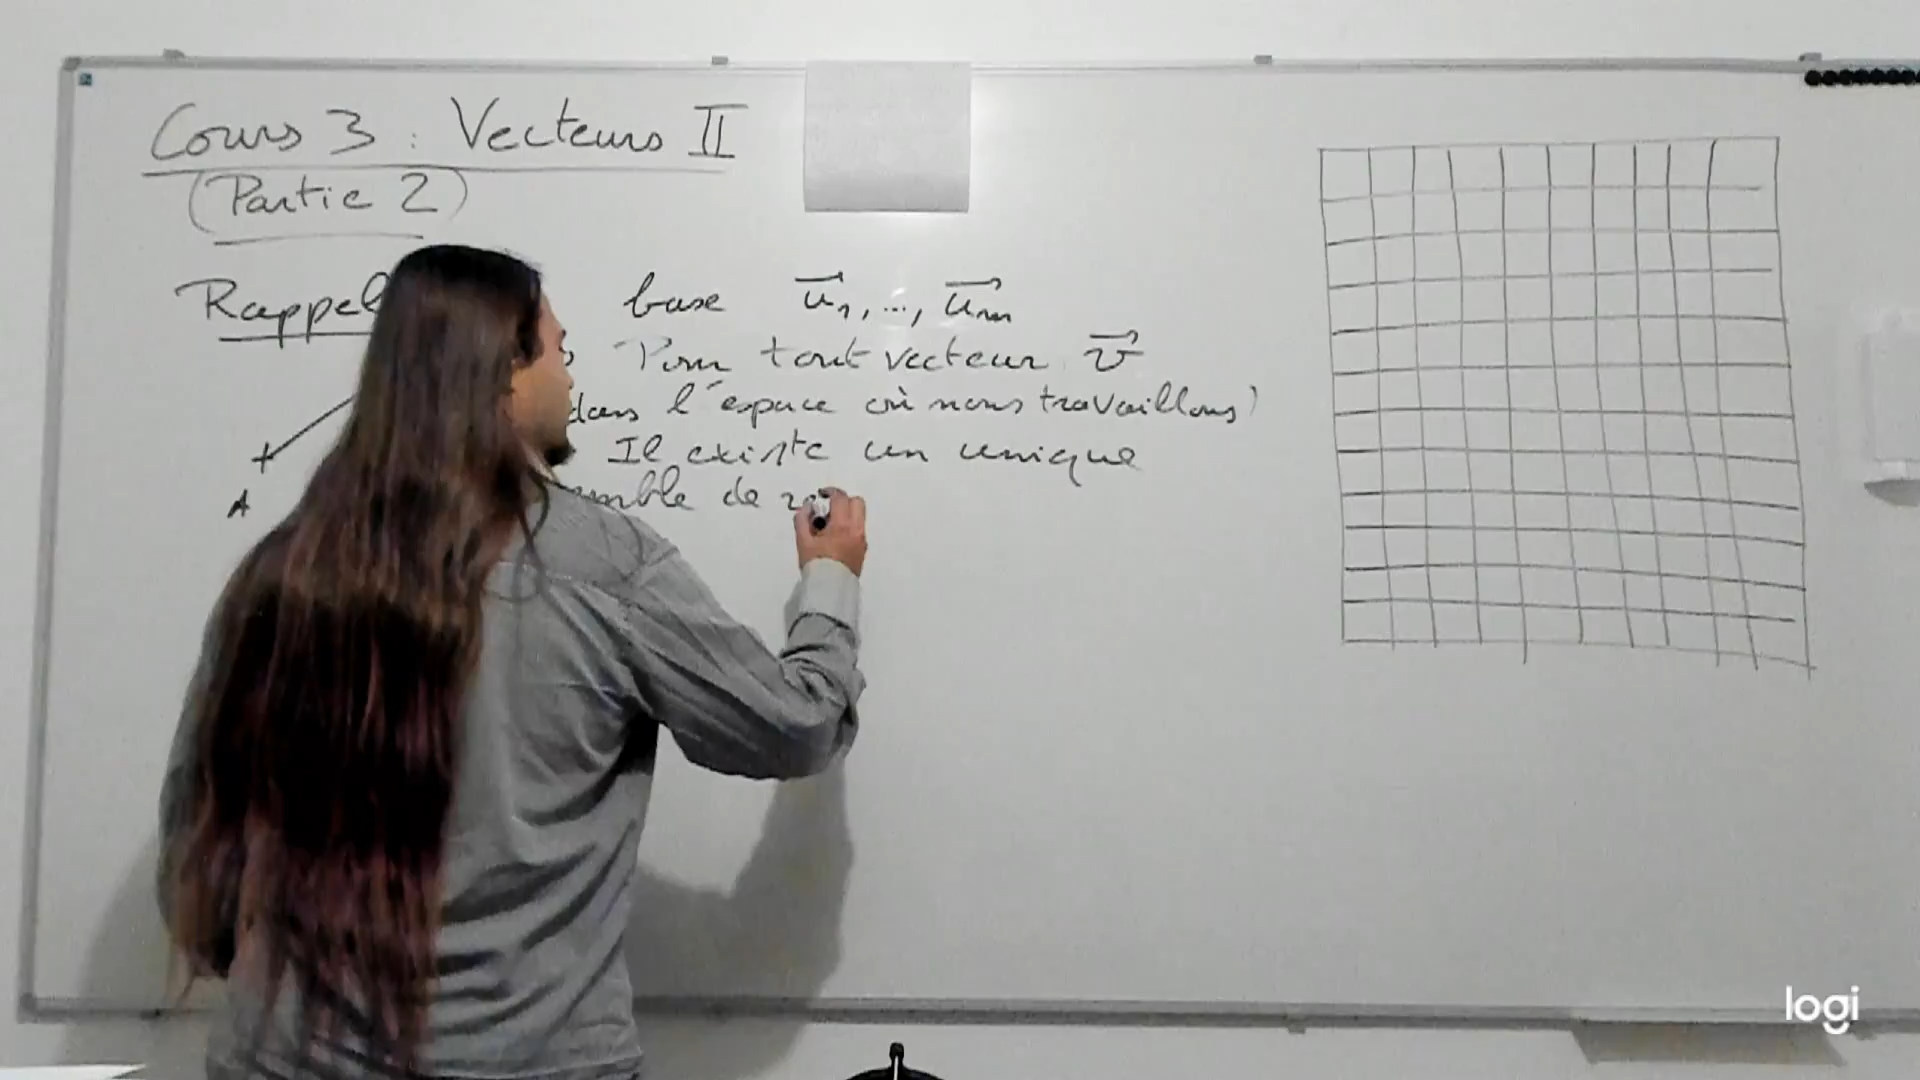 Cours 3 : Vecteurs II
(Partie 2)
Rappel
base u⃗₁, ..., u⃗ₘ
Pour tout vecteur v⃗
dans l'espace où nous travaillons)
Il existe un unique
A
de
logi